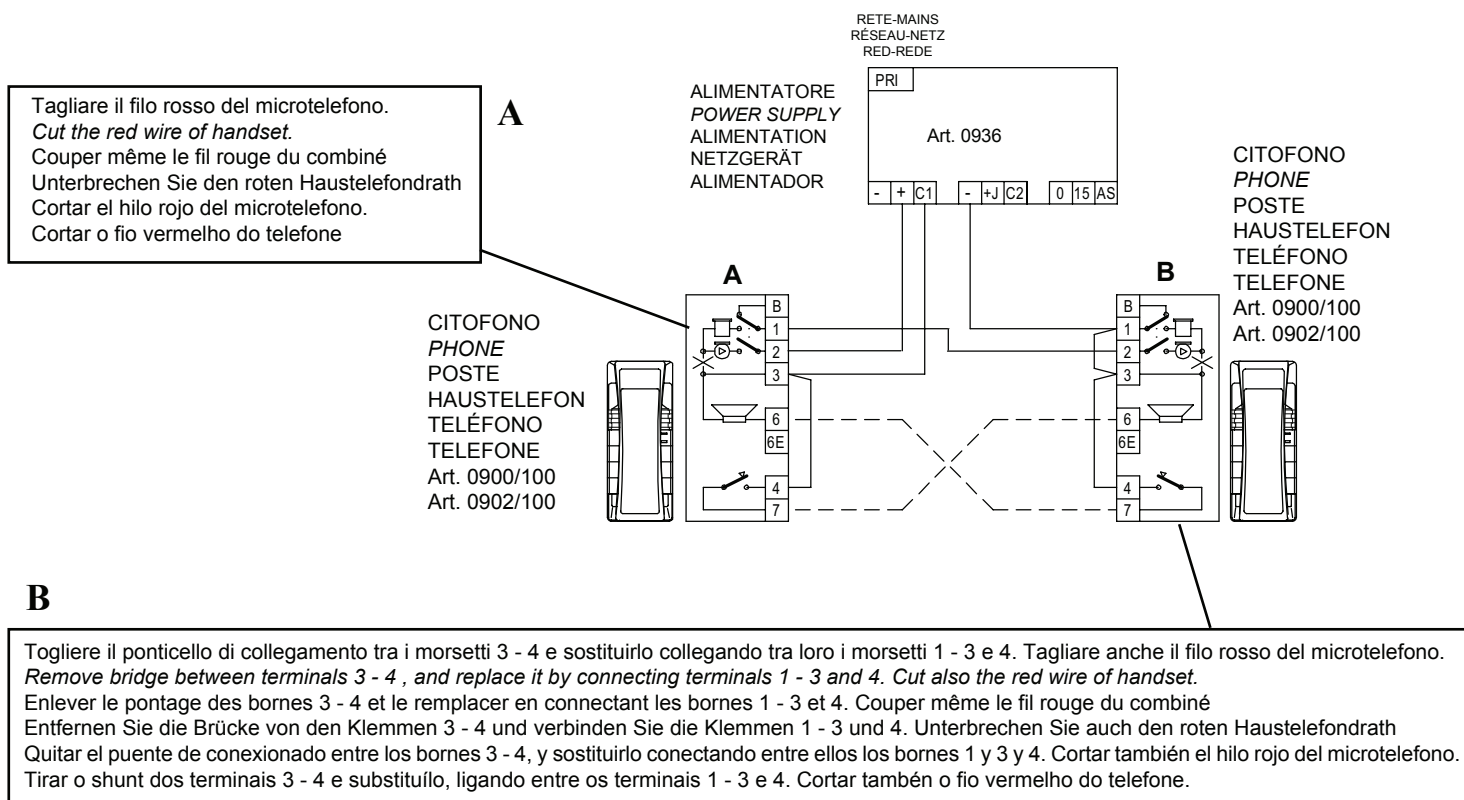 RETE-MAINS
RÉSEAU-NETZ
RED-REDE
PRI
Art. 0936
- + C1 - +J C2 0 15 AS
ALIMENTATORE
POWER SUPPLY
ALIMENTATION
NETZGERÄT
ALIMENTADOR
Tagliare il filo rosso del microtelefono.
Cut the red wire of handset.
Couper même le fil rouge du combiné
Unterbrechen Sie den roten Haustelefondrath
Cortar el hilo rojo del microtelefono.
Cortar o fio vermelho do telefone
A
CITOFONO
PHONE
POSTE
HAUSTELEFON
TELÉFONO
TELEFONE
Art. 0900/100
Art. 0902/100
A
B
1
2
3
6
6E
4
7
B
B
1
2
3
6
6E
4
7
CITOFONO
PHONE
POSTE
HAUSTELEFON
TELÉFONO
TELEFONE
Art. 0900/100
Art. 0902/100
B
Togliere il ponticello di collegamento tra i morsetti 3 - 4 e sostituirlo collegando tra loro i morsetti 1 - 3 e 4. Tagliare anche il filo rosso del microtelefono.
Remove bridge between terminals 3 - 4 , and replace it by connecting terminals 1 - 3 and 4. Cut also the red wire of handset.
Enlever le pontage des bornes 3 - 4 et le remplacer en connectant les bornes 1 - 3 et 4. Couper même le fil rouge du combiné
Entfernen Sie die Brücke von den Klemmen 3 - 4 und verbinden Sie die Klemmen 1 - 3 und 4. Unterbrechen Sie auch den roten Haustelefondrath
Quitar el puente de conexionado entre los bornes 3 - 4, y sostituirlo conectando entre ellos los bornes 1 y 3 y 4. Cortar también el hilo rojo del microtelefono.
Tirar o shunt dos terminais 3 - 4 e substituílo, ligando entre os terminais 1 - 3 e 4. Cortar tambén o fio vermelho do telefone.